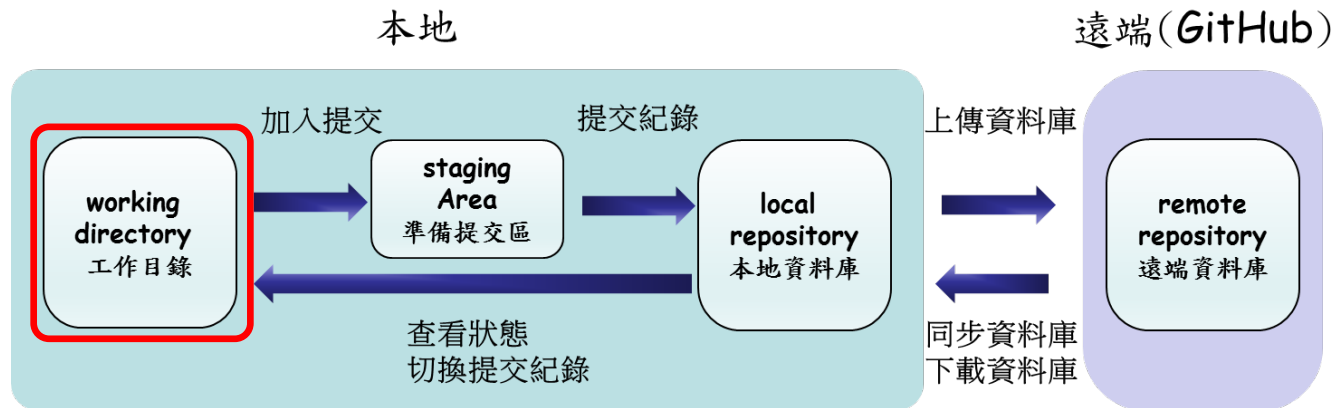 本地
遠端(GitHub)
加入提交
提交紀錄
上傳資料庫
working
directory
工作目錄
staging
Area
準備提交區
local
repository
本地資料庫
remote
repository
遠端資料庫
查看狀態
切換提交紀錄
同步資料庫
下載資料庫